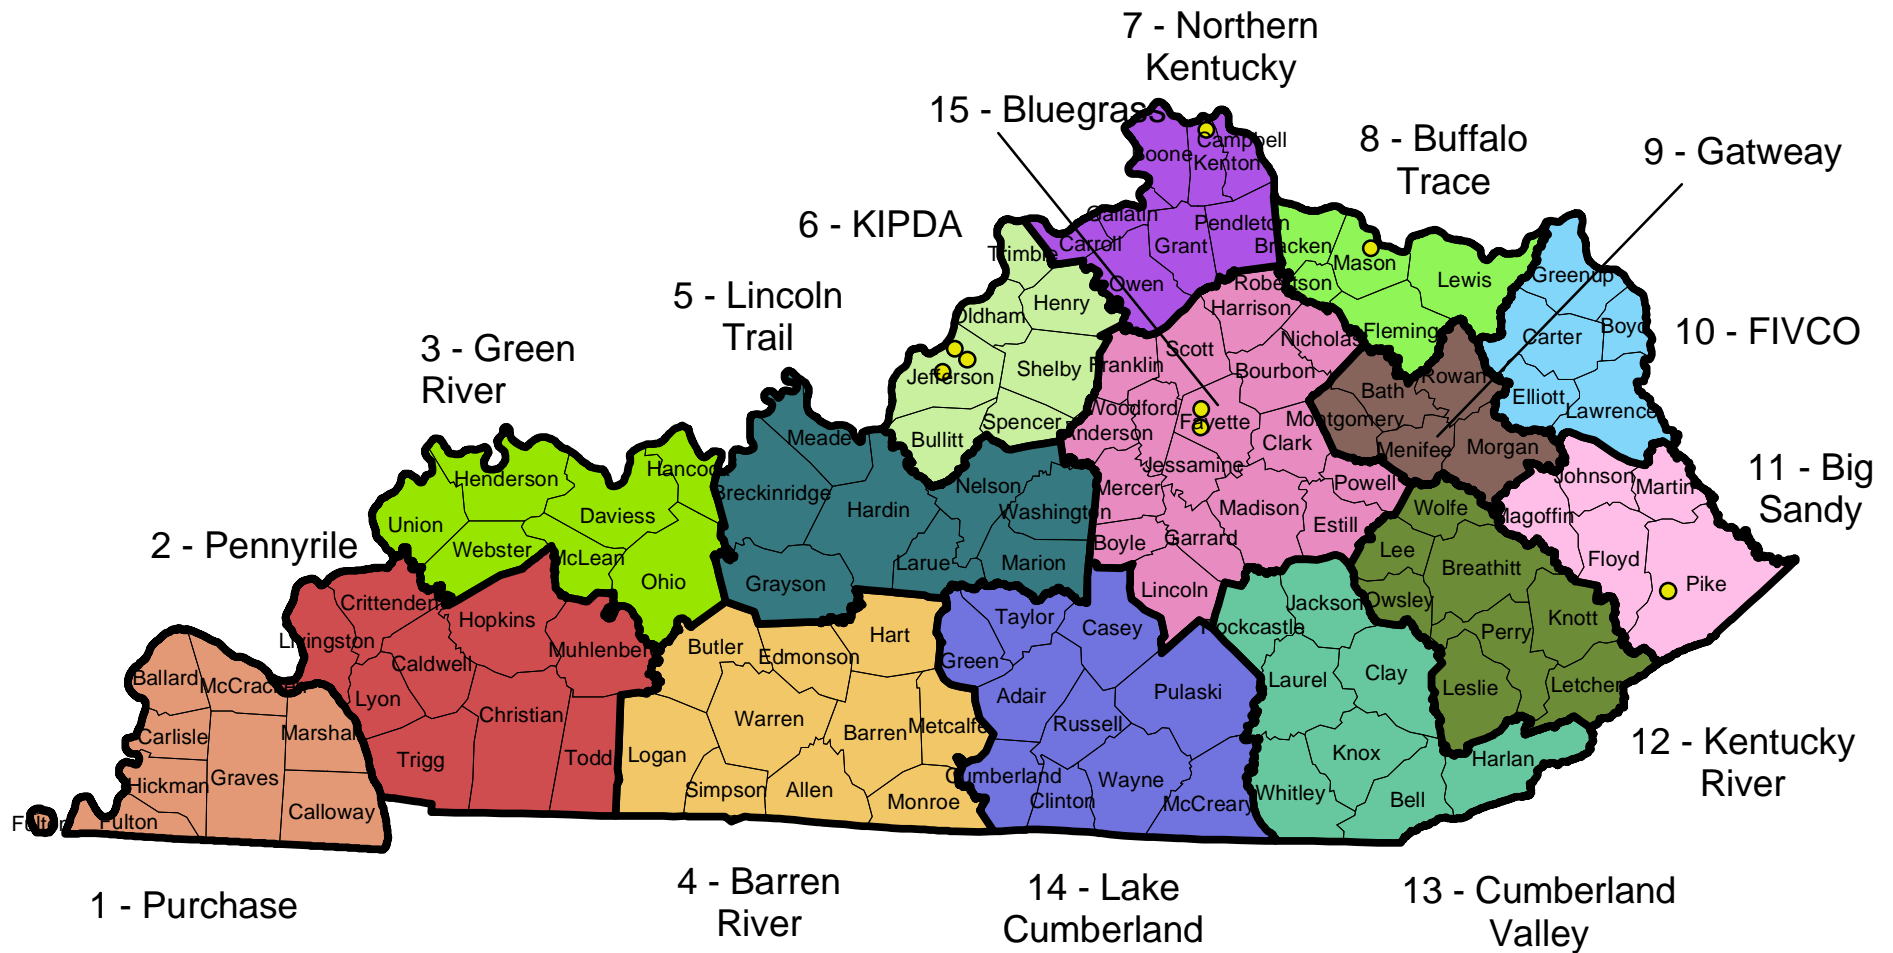 7 - Northern
Kentucky
15 - Bluegrass
8 - Buffalo
Trace
9 - Gatweay
6 - KIPDA
5 - Lincoln
Trail
3 - Green
River
10 - FIVCO
11 - Big
Sandy
2 - Pennyrile
12 - Kentucky
River
1 - Purchase
4 - Barren
River
14 - Lake
Cumberland
13 - Cumberland
Valley
Campbell
Boone
Kenton
Gallatin
Pendleton
Carroll
Grant
Owen
Bracken
Mason
Robertson
Lewis
Fleming
Greenup
Carter
Boyd
Elliott
Lawrence
Trimble
Henry
Oldham
Shelby
Jefferson
Spencer
Bullitt
Harrison
Nicholas
Scott
Franklin
Bourbon
Woodford
Fayette
Anderson
Clark
Jessamine
Mercer
Powell
Madison
Estill
Boyle
Garrard
Lincoln
Bath
Rowan
Montgomery
Menifee
Morgan
Johnson
Martin
Magoffin
Floyd
Pike
Meade
Breckinridge
Hardin
Nelson
Washington
Grayson
Larue
Marion
Hancoc
Henderson
Union
Daviess
Webster
McLean
Ohio
Crittenden
Hopkins
Livingston
Muhlenber
Caldwell
Lyon
Christian
Trigg
Todd
Ballard
McCracken
Carlisle
Marshal
Hickman
Graves
Calloway
Fulton
Fulton
Butler
Edmonson
Hart
Warren
Barren
Metcalfe
Logan
Simpson
Allen
Monroe
Taylor
Casey
Green
Adair
Pulaski
Russell
Cumberland
Wayne
Clinton
McCreary
Jackson
Rockcastle
Laurel
Clay
Knox
Whitley
Bell
Harlan
Wolfe
Lee
Breathitt
Owsley
Knott
Perry
Leslie
Letcher